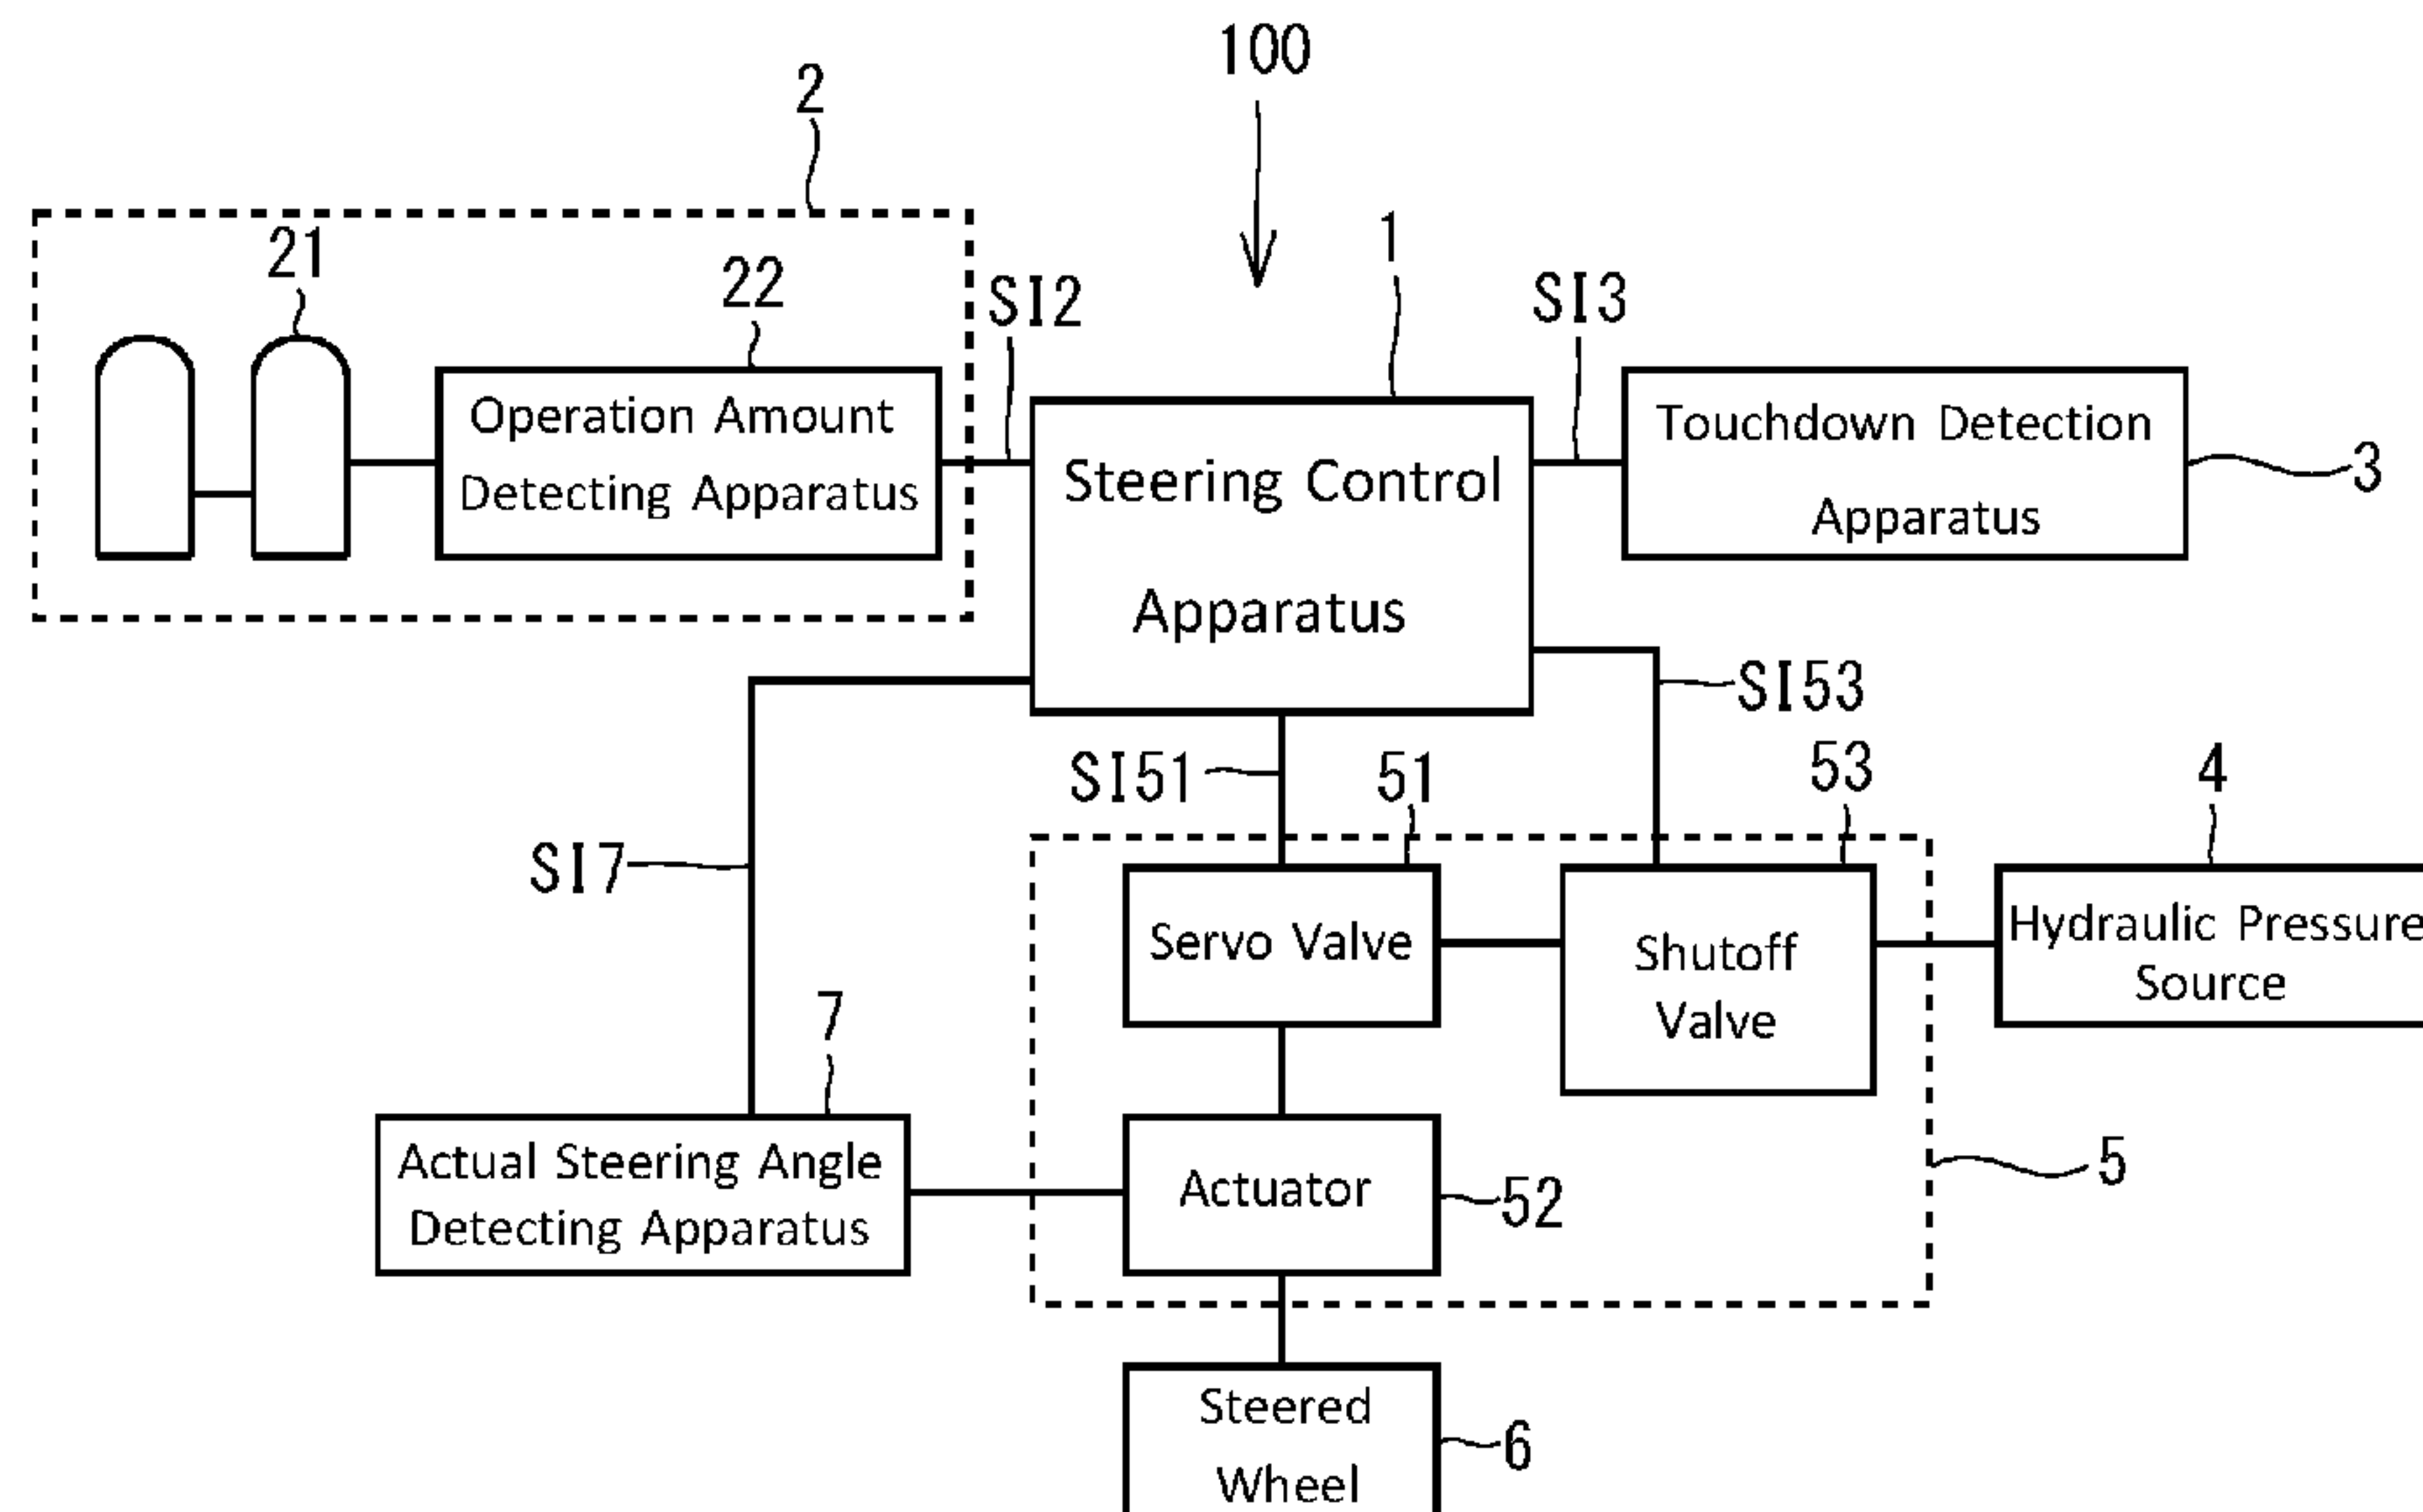 100
2
1
21
22
SI2
SI3
Operation Amount
Detecting Apparatus
Steering Control
Apparatus
Touchdown Detection
Apparatus
3
SI53
SI51
51
53
4
SI7
Servo Valve
Shutoff
Valve
Hydraulic Pressure
Source
7
5
Actual Steering Angle
Detecting Apparatus
Actuator
52
Steered
Wheel
6